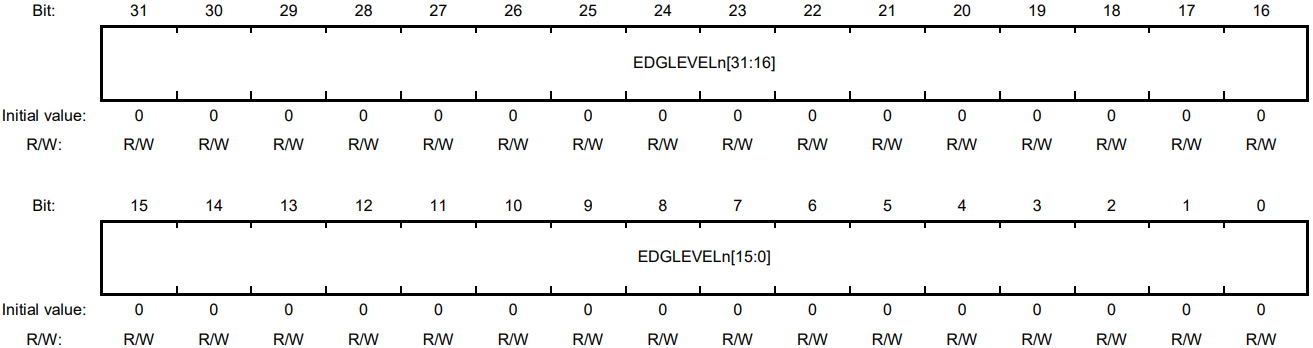 Bit: 31 30 29 28 27 26 25 24 23 22 21 20 19 18 17 16
EDGLEVELn[31:16]
Initial value: 0 0 0 0 0 0 0 0 0 0 0 0 0 0 0 0
R/W: R/W R/W R/W R/W R/W R/W R/W R/W R/W R/W R/W R/W R/W R/W R/W R/W
Bit: 15 14 13 12 11 10 9 8 7 6 5 4 3 2 1 0
EDGLEVELn[15:0]
Initial value: 0 0 0 0 0 0 0 0 0 0 0 0 0 0 0 0
R/W: R/W R/W R/W R/W R/W R/W R/W R/W R/W R/W R/W R/W R/W R/W R/W R/W